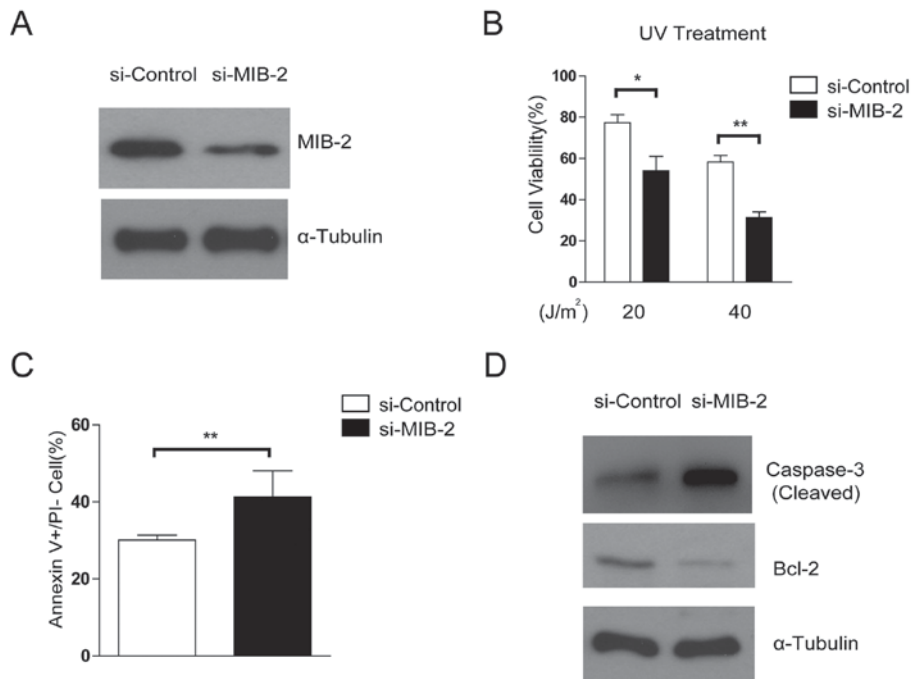 A
si-Control si-MIB-2
MIB-2
α-Tubulin
B
UV Treatment
si-Control
si-MIB-2
Cell Viablility(%)
100
80
60
40
20
0
*
**
(J/m²) 20 40
C
si-Control
si-MIB-2
Annexin V+/PI- Cell(%)
60
40
20
0
**
D
si-Control si-MIB-2
Caspase-3
(Cleaved)
Bcl-2
α-Tubulin